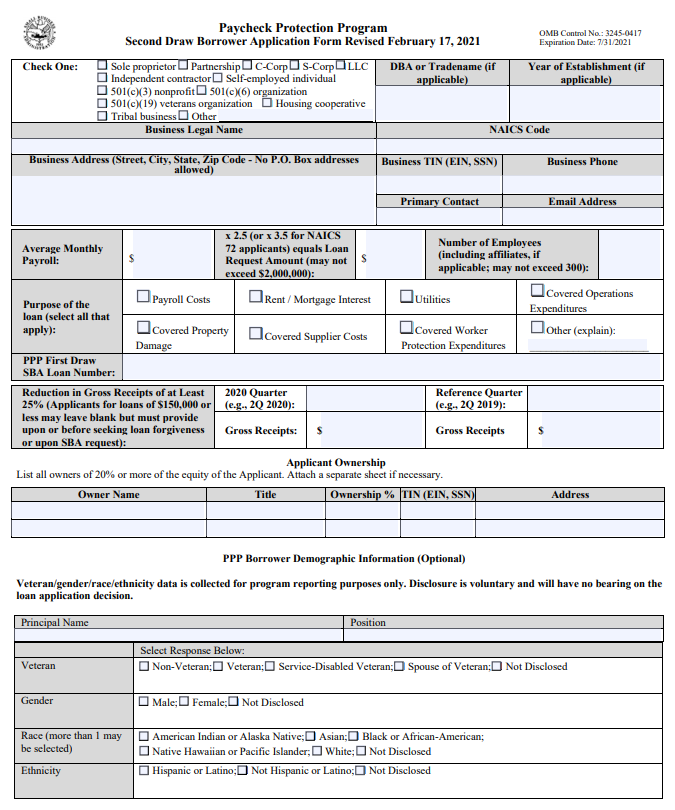 Paycheck Protection Program
Second Draw Borrower Application Form Revised February 17, 2021
OMB Control No.: 3245-0417
Expiration Date: 7/31/2021
Check One:
☐ Sole proprietor ☐ Partnership ☐ C-Corp ☐ S-Corp ☐ LLC
☐ Independent contractor ☐ Self-employed individual
☐ 501(c)(3) nonprofit ☐ 501(c)(6) organization
☐ 501(c)(19) veterans organization ☐ Housing cooperative
☐ Tribal business ☐ Other
DBA or Tradename (if
applicable)
Year of Establishment (if
applicable)
Business Legal Name
NAICS Code
Business Address (Street, City, State, Zip Code - No P.O. Box addresses
allowed)
Business TIN (EIN, SSN)
Business Phone
Primary Contact
Email Address
Average Monthly
Payroll:
$
x 2.5 (or x 3.5 for NAICS
72 applicants) equals Loan
Request Amount (may not
exceed $2,000,000):
$
Number of Employees
(including affiliates, if
applicable; may not exceed 300):
Purpose of the
loan (select all that
apply):
☐ Payroll Costs
☐ Rent / Mortgage Interest
☐ Utilities
☐ Covered Operations
Expenditures
☐ Covered Property
Damage
☐ Covered Supplier Costs
☐ Covered Worker
Protection Expenditures
☐ Other (explain):
PPP First Draw
SBA Loan Number:
Reduction in Gross Receipts of at Least
25% (Applicants for loans of $150,000 or
less may leave blank but must provide
upon or before seeking loan forgiveness
or upon SBA request):
2020 Quarter
(e.g., 2Q 2020):
Reference Quarter
(e.g., 2Q 2019):
Gross Receipts:
$
Gross Receipts
$
Applicant Ownership
List all owners of 20% or more of the equity of the Applicant. Attach a separate sheet if necessary.
Owner Name
Title
Ownership %
TIN (EIN, SSN)
Address
PPP Borrower Demographic Information (Optional)
Veteran/gender/race/ethnicity data is collected for program reporting purposes only. Disclosure is voluntary and will have no bearing on the
loan application decision.
Principal Name
Position
Select Response Below:
Veteran
☐ Non-Veteran; ☐ Veteran; ☐ Service-Disabled Veteran; ☐ Spouse of Veteran; ☐ Not Disclosed
Gender
☐ Male; ☐ Female; ☐ Not Disclosed
Race (more than 1 may
be selected)
☐ American Indian or Alaska Native; ☐ Asian; ☐ Black or African-American;
☐ Native Hawaiian or Pacific Islander; ☐ White; ☐ Not Disclosed
Ethnicity
☐ Hispanic or Latino; ☐ Not Hispanic or Latino; ☐ Not Disclosed